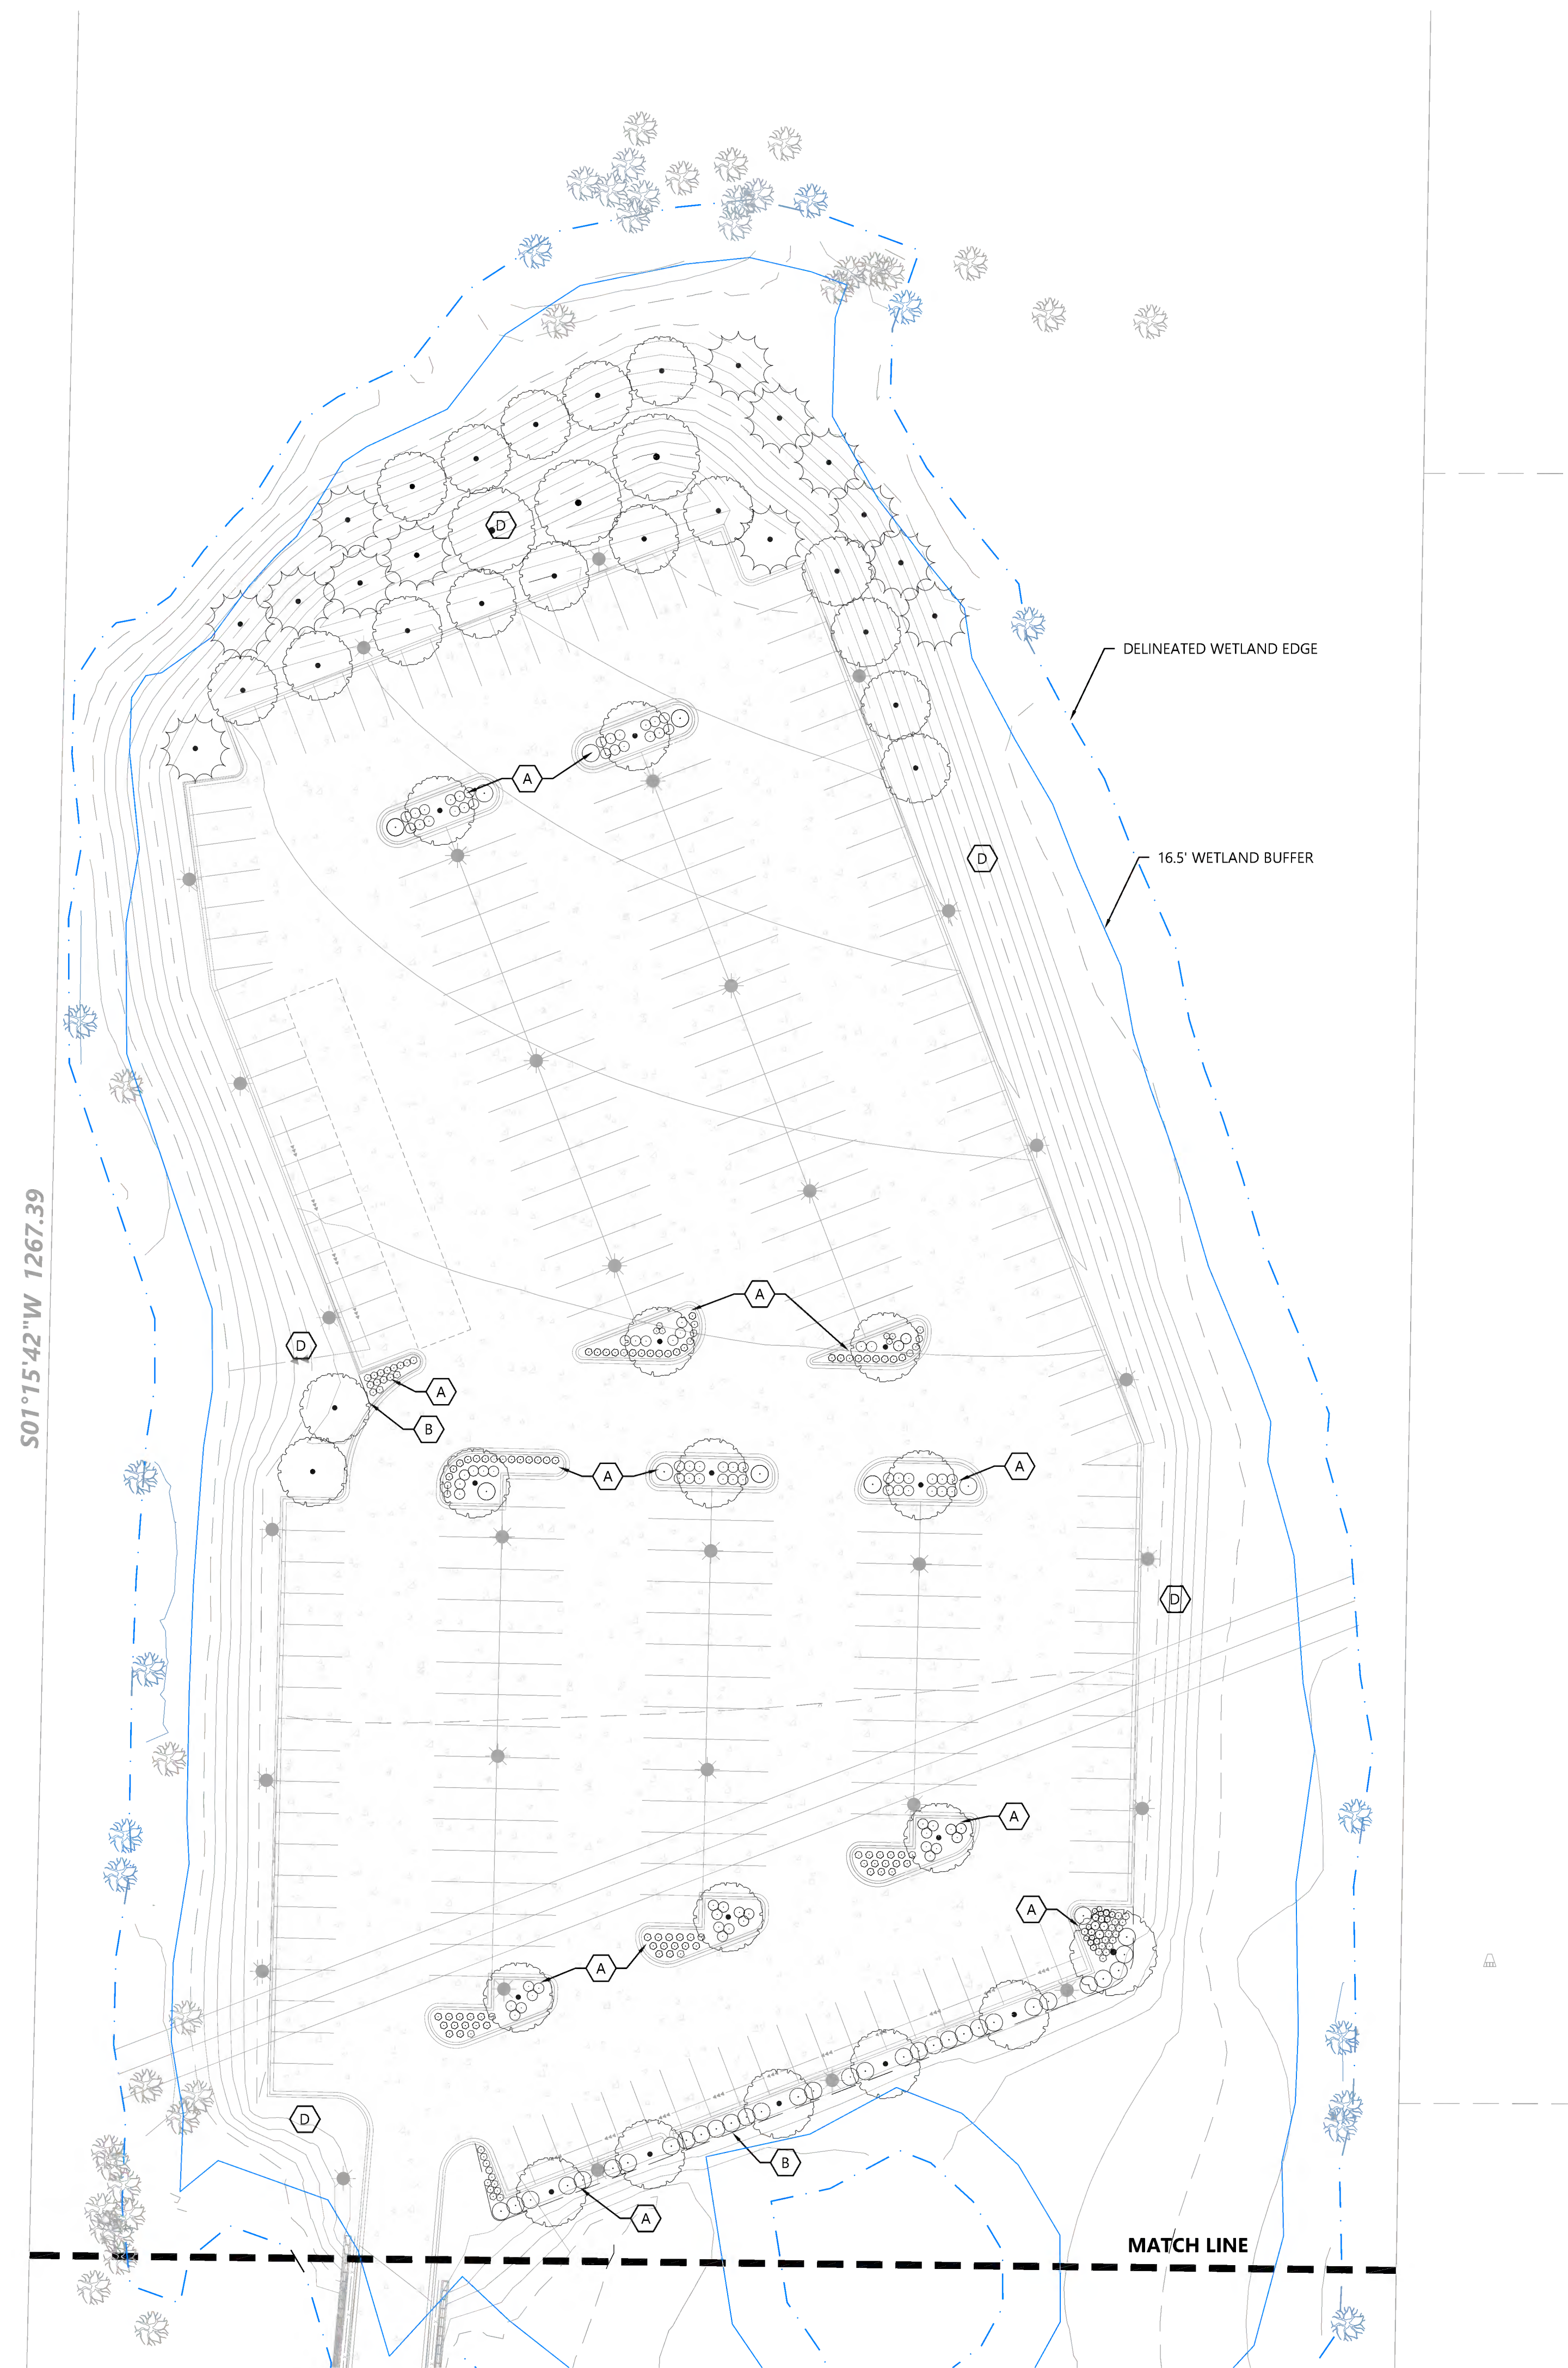 D
DELINEATED WETLAND EDGE
A
D
16.5' WETLAND BUFFER
S01°15'42"W 1267.39
A
D
A
B
A
A
D
A
A
A
D
B
A
MATCH LINE